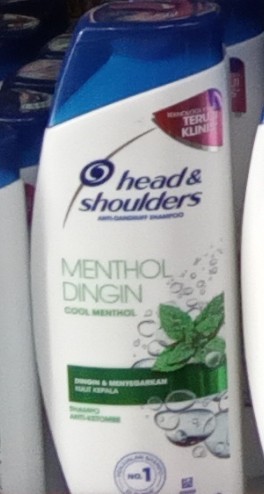 TERU
KLINI
head &
shoulders
ANTI-DANDRUFF SHAMPOO
MENTHOL
DINGIN
COOL MENTHOL
DINGIN & MENYEGARKAN
KULIT KEPALA
SHAMPO
ANTI-KETOMBE
NO.1